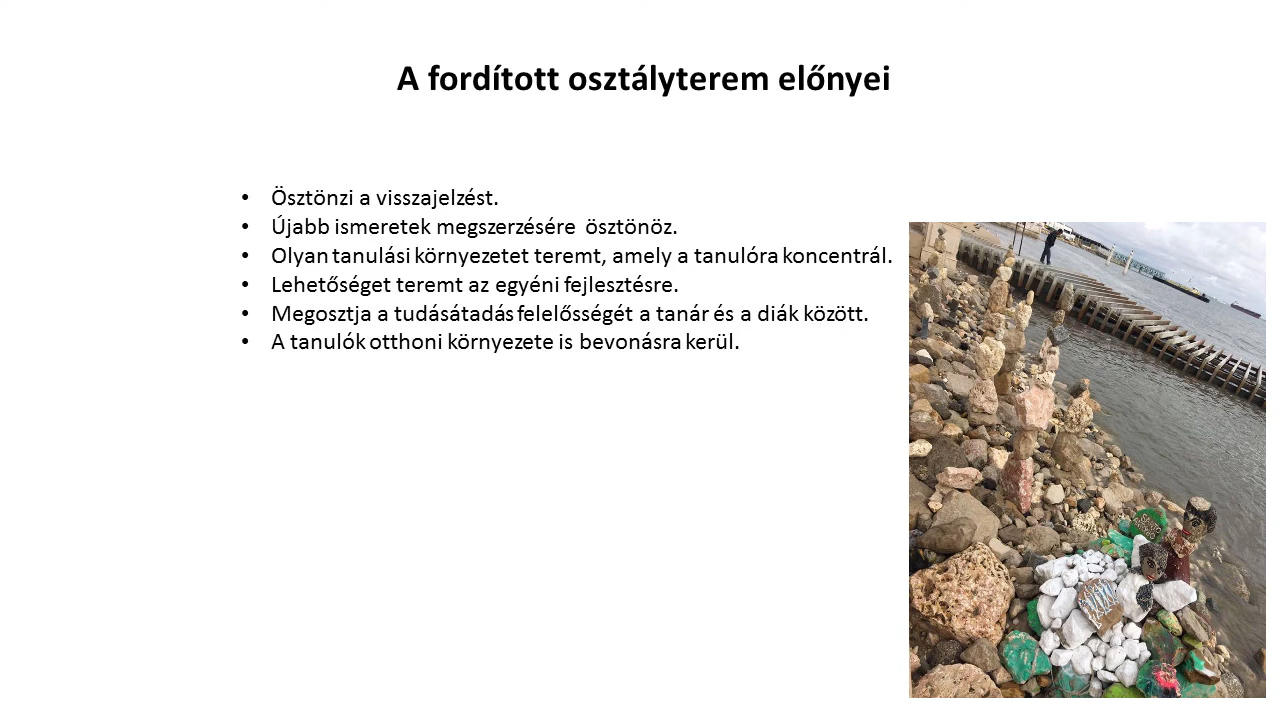 A fordított osztályterem előnyei
• Ösztönzi a visszajelzést.
• Újabb ismeretek megszerzésére ösztönöz.
• Olyan tanulási környezetet teremt, amely a tanulóra koncentrál.
• Lehetőséget teremt az egyéni fejlesztésre.
• Megosztja a tudásátadás felelősségét a tanár és a diák között.
• A tanulók otthoni környezete is bevonásra kerül.